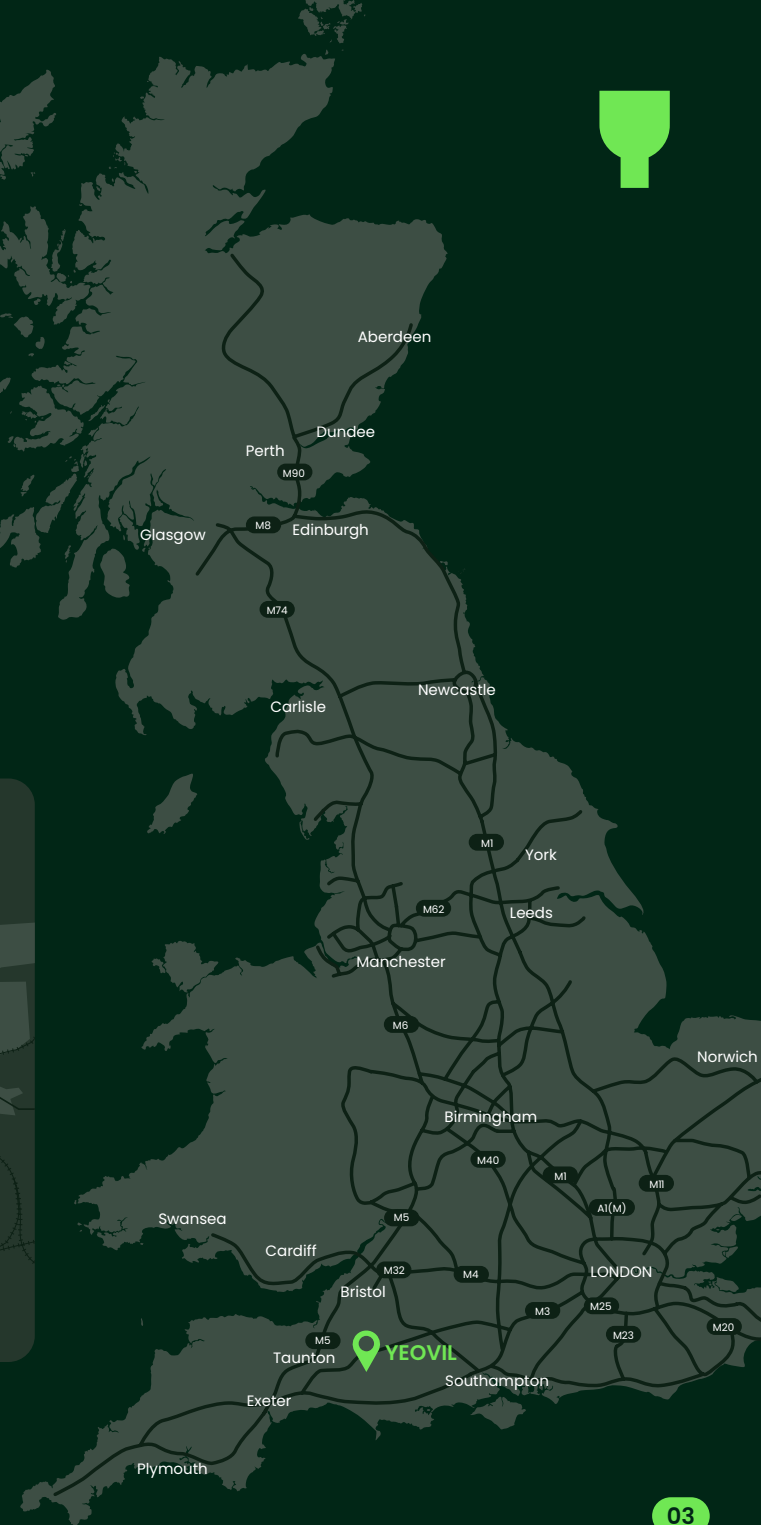 Aberdeen
Dundee
Perth
M90
M8
Edinburgh
Glasgow
M74
Newcastle
Carlisle
M1
York
M62
Leeds
Manchester
M6
Norwich
Birmingham
M40
M1
M11
A1(M)
Swansea
M5
Cardiff
M32
M4
LONDON
Bristol
M3
M25
M23
M20
M5
Taunton
YEOVIL
Southampton
Exeter
Plymouth
03